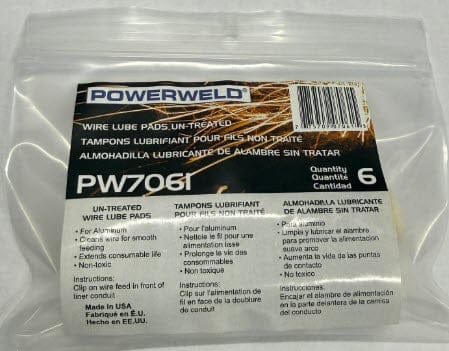 POWERWELD®
WIRE LUBE PADS, UN-TREATED
TAMPONS LUBRIFIANT POUR FILS NON TRAITÉ
ALMOHADILLA LUBRICANTE DE ALAMBRE SIN TRATAR
PW7061
Quantity
Quantité
Cantidad
6
UN-TREATED
WIRE LUBE PADS
• For Aluminum
• Cleans wire for smooth
feeding
• Extends consumable life
• Non-toxic
Instructions:
Clip on wire feed in front of
liner conduit
Made In USA
Fabriqué en É.U.
Hecho en EE.UU.
TAMPONS LUBRIFIANT
POUR FILS NON TRAITÉ
• Pour l'aluminum
• Nettoie le fil pour une
alimentation lisse
• Prolonge la vie des
consommables
• Non toxique
Instructions:
Clip sur l'alimentation de
fil en face de la doublure
de conduit
ALMOHADILLA LUBRICANTE
DE ALAMBRE SIN TRATAR
• Para aluminio
• Limpia y lubricar el alambre
para promover la alimentación
suave arco
• Aumenta la vida de las puntas
de contacto
• No toxico
Instrucciones:
Encajar el alambre de alimentación
en la parte delantera de la camisa
del conducto